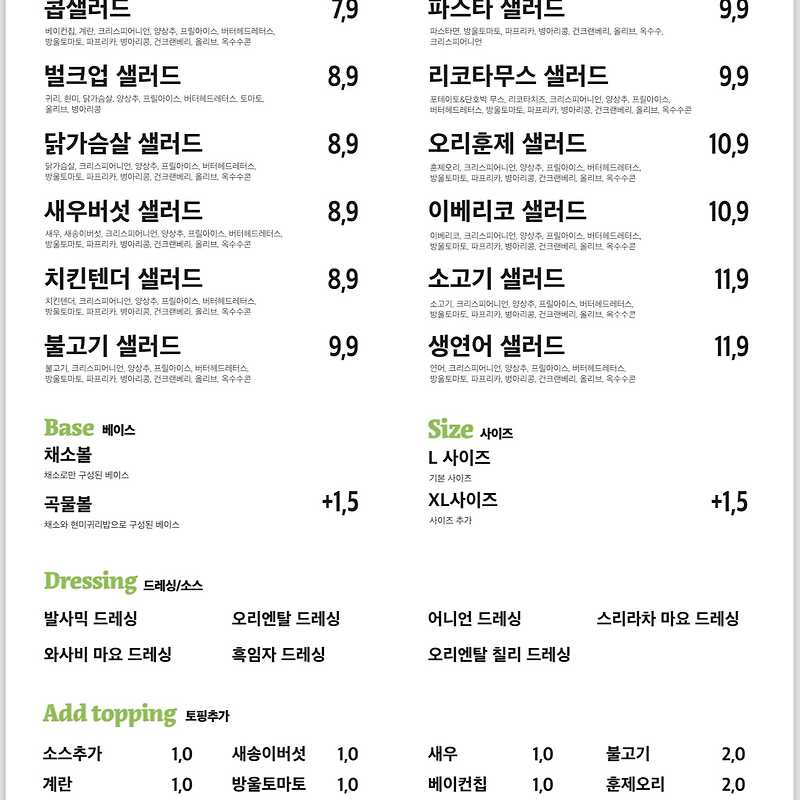 콥샐러드 7,9
베이컨칩, 계란, 크리스피어니언, 양상추, 프릴아이스, 버터헤드레터스,
방울토마토, 파프리카, 병아리콩, 건크랜베리, 올리브, 옥수수콘
벌크업 샐러드 8,9
귀리, 현미, 닭가슴살, 양상추, 프릴아이스, 버터헤드레터스, 토마토,
올리브, 병아리콩
닭가슴살 샐러드 8,9
닭가슴살, 크리스피어니언, 양상추, 프릴아이스, 버터헤드레터스,
방울토마토, 파프리카, 병아리콩, 건크랜베리, 올리브, 옥수수콘
새우버섯 샐러드 8,9
새우, 새송이버섯, 크리스피어니언, 양상추, 프릴아이스, 버터헤드레터스,
방울토마토, 파프리카, 병아리콩, 건크랜베리, 올리브, 옥수수콘
치킨텐더 샐러드 8,9
치킨텐더, 크리스피어니언, 양상추, 프릴아이스, 버터헤드레터스,
방울토마토, 파프리카, 병아리콩, 건크랜베리, 올리브, 옥수수콘
불고기 샐러드 9,9
불고기, 크리스피어니언, 양상추, 프릴아이스, 버터헤드레터스,
방울토마토, 파프리카, 병아리콩, 건크랜베리, 올리브, 옥수수콘
파스타 샐러드 9,9
파스타면, 방울토마토, 파프리카, 병아리콩, 건크랜베리, 올리브, 옥수수,
크리스피어니언
리코타무스 샐러드 9,9
포테이토&단호박 무스, 리코타치즈, 크리스피어니언, 양상추, 프릴아이스,
버터헤드레터스, 방울토마토, 파프리카, 병아리콩, 건크랜베리, 올리브, 옥수수콘
오리훈제 샐러드 10,9
훈제오리, 크리스피어니언, 양상추, 프릴아이스, 버터헤드레터스,
방울토마토, 파프리카, 병아리콩, 건크랜베리, 올리브, 옥수수콘
이베리코 샐러드 10,9
이베리코, 크리스피어니언, 양상추, 프릴아이스, 버터헤드레터스,
방울토마토, 파프리카, 병아리콩, 건크랜베리, 올리브, 옥수수콘
소고기 샐러드 11,9
소고기, 크리스피어니언, 양상추, 프릴아이스, 버터헤드레터스,
방울토마토, 파프리카, 병아리콩, 건크랜베리, 올리브, 옥수수콘
생연어 샐러드 11,9
연어, 크리스피어니언, 양상추, 프릴아이스, 버터헤드레터스,
방울토마토, 파프리카, 병아리콩, 건크랜베리, 올리브, 옥수수콘
Base 베이스
채소볼
채소로만 구성된 베이스
곡물볼 +1,5
채소와 현미귀리밥으로 구성된 베이스
Size 사이즈
L 사이즈
기본 사이즈
XL사이즈 +1,5
사이즈 추가
Dressing 드레싱/소스
발사믹 드레싱 오리엔탈 드레싱 어니언 드레싱 스리라차 마요 드레싱
와사비 마요 드레싱 흑임자 드레싱 오리엔탈 칠리 드레싱
Add topping 토핑추가
소스추가 1,0 새송이버섯 1,0 새우 1,0 불고기 2,0
계란 1,0 방울토마토 1,0 베이컨칩 1,0 훈제오리 2,0